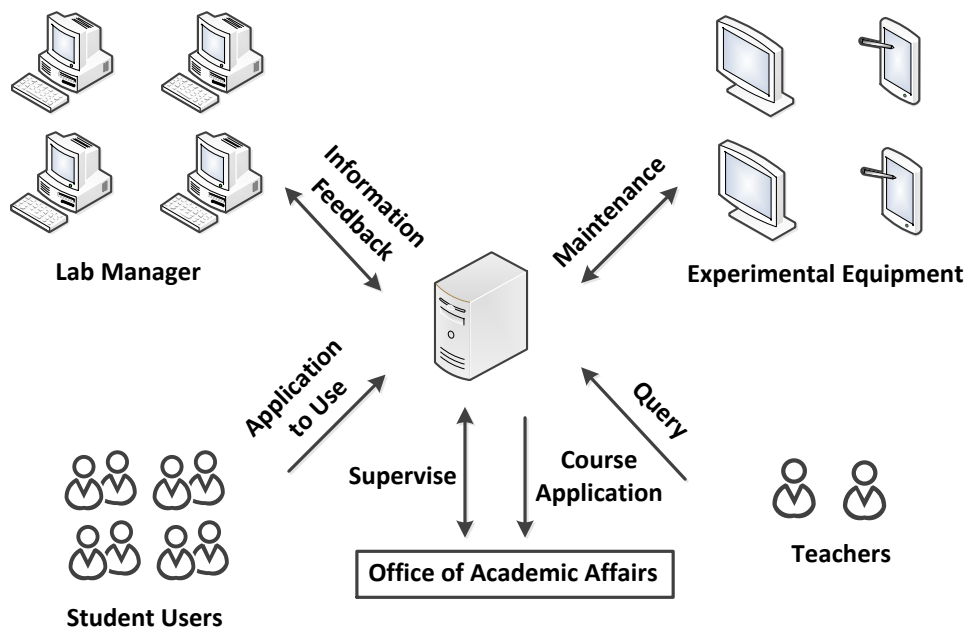 Information
Feedback
Maintenance
Lab Manager
Experimental Equipment
Application
to Use
Query
Supervise
Course
Application
Teachers
Office of Academic Affairs
Student Users